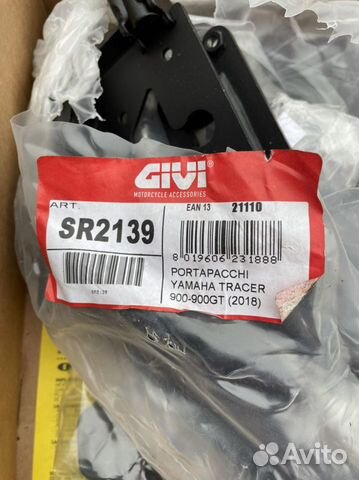 GIVI
MOTORCYCLE ACCESSORIES
ART.
EAN 13 21110
SR2139
8 019606 231888
PORTAPACCHI
YAMAHA TRACER
900-900GT (2018)
Avito